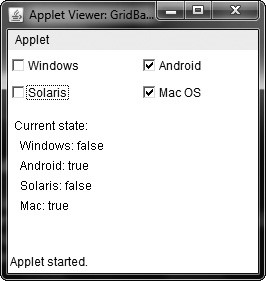 Applet Viewer: GridBa...
Applet
Windows Android
Solaris Mac OS
Current state:
Windows: false
Android: true
Solaris: false
Mac: true
Applet started.